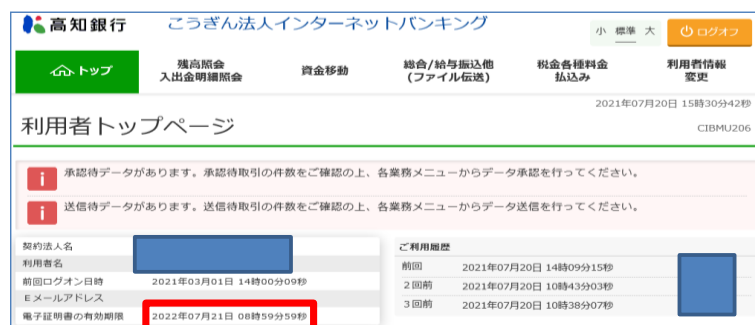 高知銀行 こうぎん法人インターネットバンキング 小 標準 大 ログオフ
トップ 残高照会 入出金明細照会 資金移動 総合/給与振込他 (ファイル伝送) 税金各種料金 払込み 利用者情報 変更
2021年07月20日 15時30分42秒
利用者トップページ CIBMU206
承認待データがあります。承認待取引の件数をご確認の上、各業務メニューからデータ承認を行ってください。
送信待データがあります。送信待取引の件数をご確認の上、各業務メニューからデータ送信を行ってください。
契約法人名
利用者名
前回ログオン日時 2021年03月01日 14時00分09秒
Eメールアドレス
電子証明書の有効期限 2022年07月21日 08時59分59秒
ご利用履歴
前回 2021年07月20日 14時09分15秒
2回前 2021年07月20日 10時43分03秒
3回前 2021年07月20日 10時38分07秒